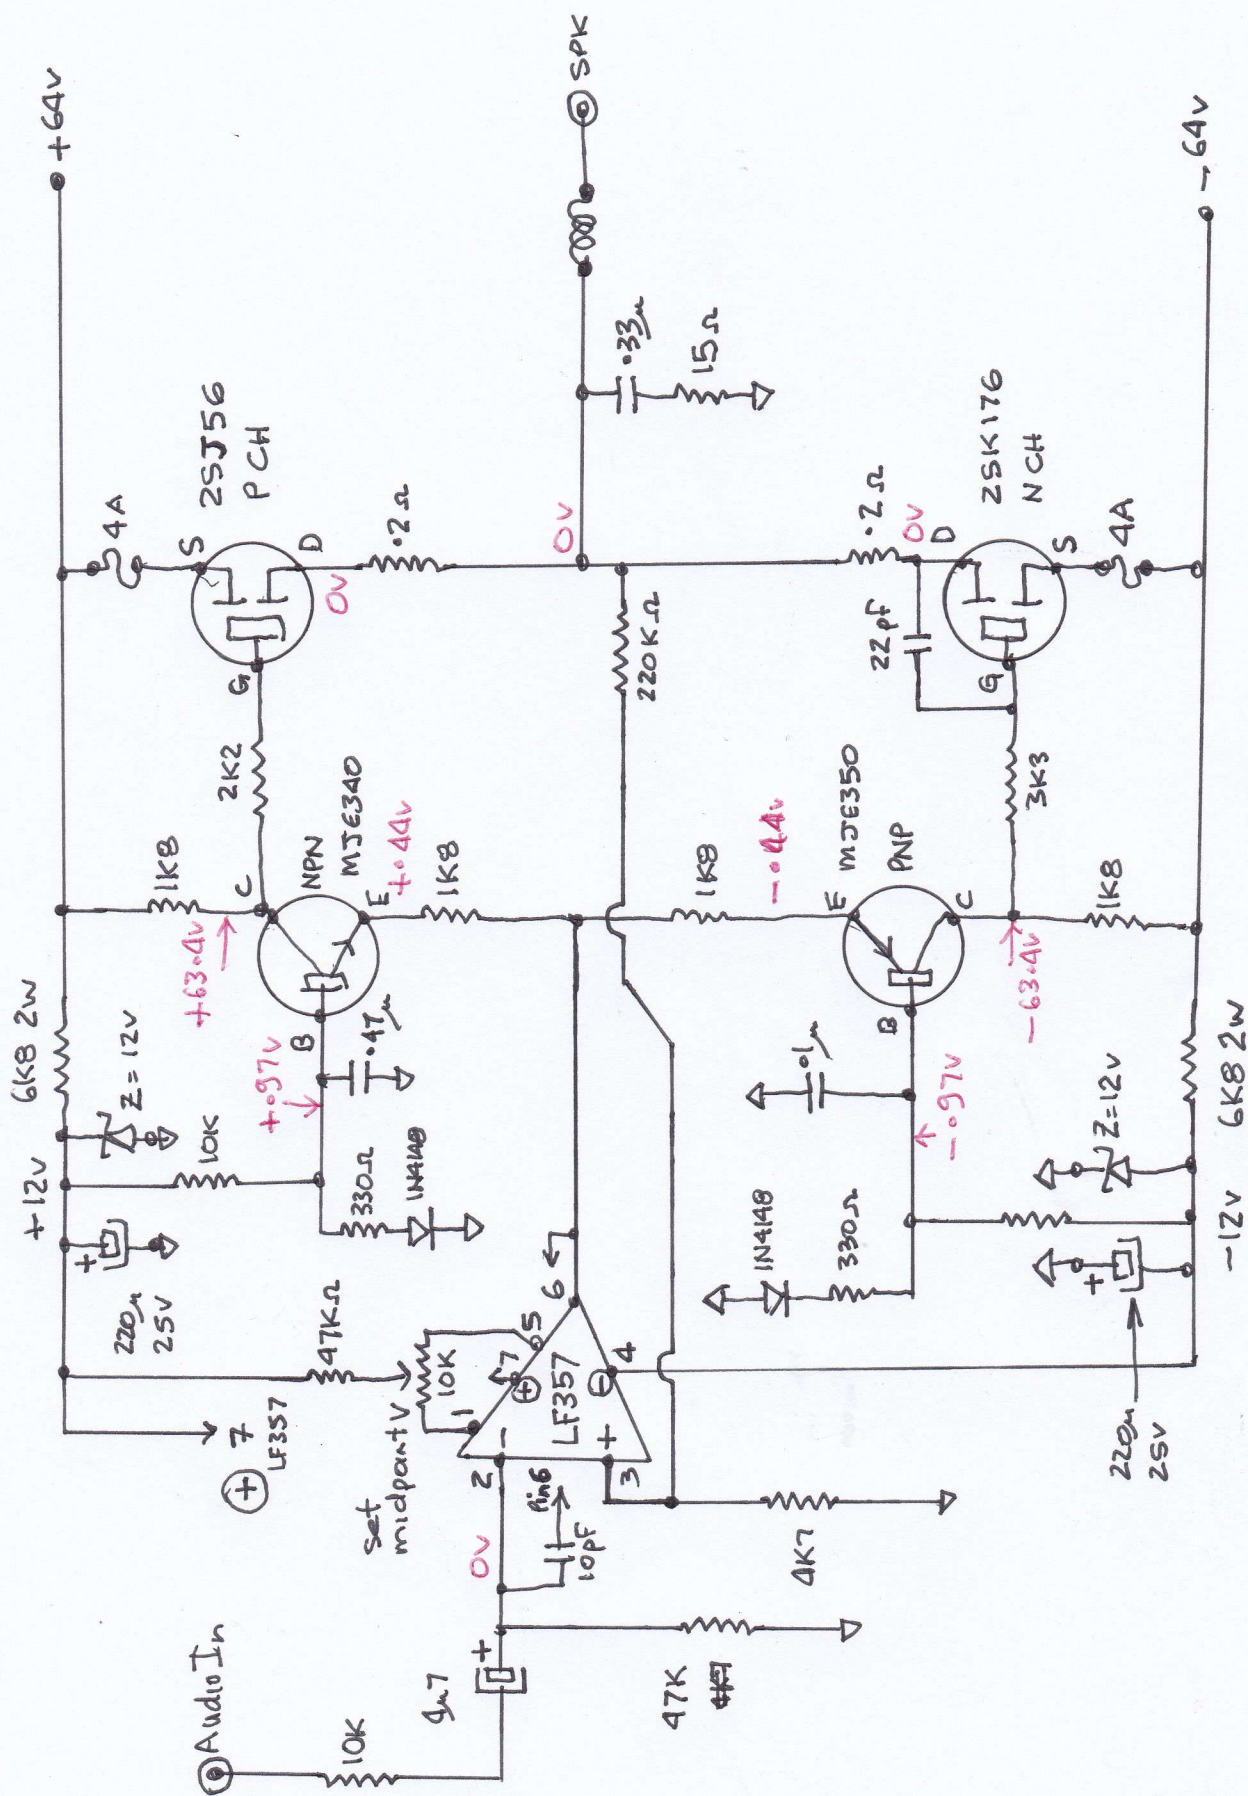 AudioIn
10K
4μ7
+
47K
4K7
0V
10pF
Pin6
4K7
set
midpoint V
10K
47KΩ
+
7
LF357
1
2
-
3
+
LF357
+
7
5
6
-
4
+12V
220μ
25V
+
Z=12V
10K
6K8 2W
330Ω
1N4148
+.97V
.47μ
B
C
E
NPN
MJE340
+63.4V
1K8
+.44V
1K8
2K2
G
S
D
4A
2SJ56
P CH
+64V
0V
.2Ω
0V
220KΩ
.33μ
15Ω
SPK
1K8
-.44V
E
MJE350
PNP
C
B
.1μ
-.97V
1N4148
330Ω
-63.4V
1K8
3K3
22pF
.2Ω
0V
D
G
S
2SK176
N CH
4A
-64V
Z=12V
+
220μ
25V
-12V
6K8 2W